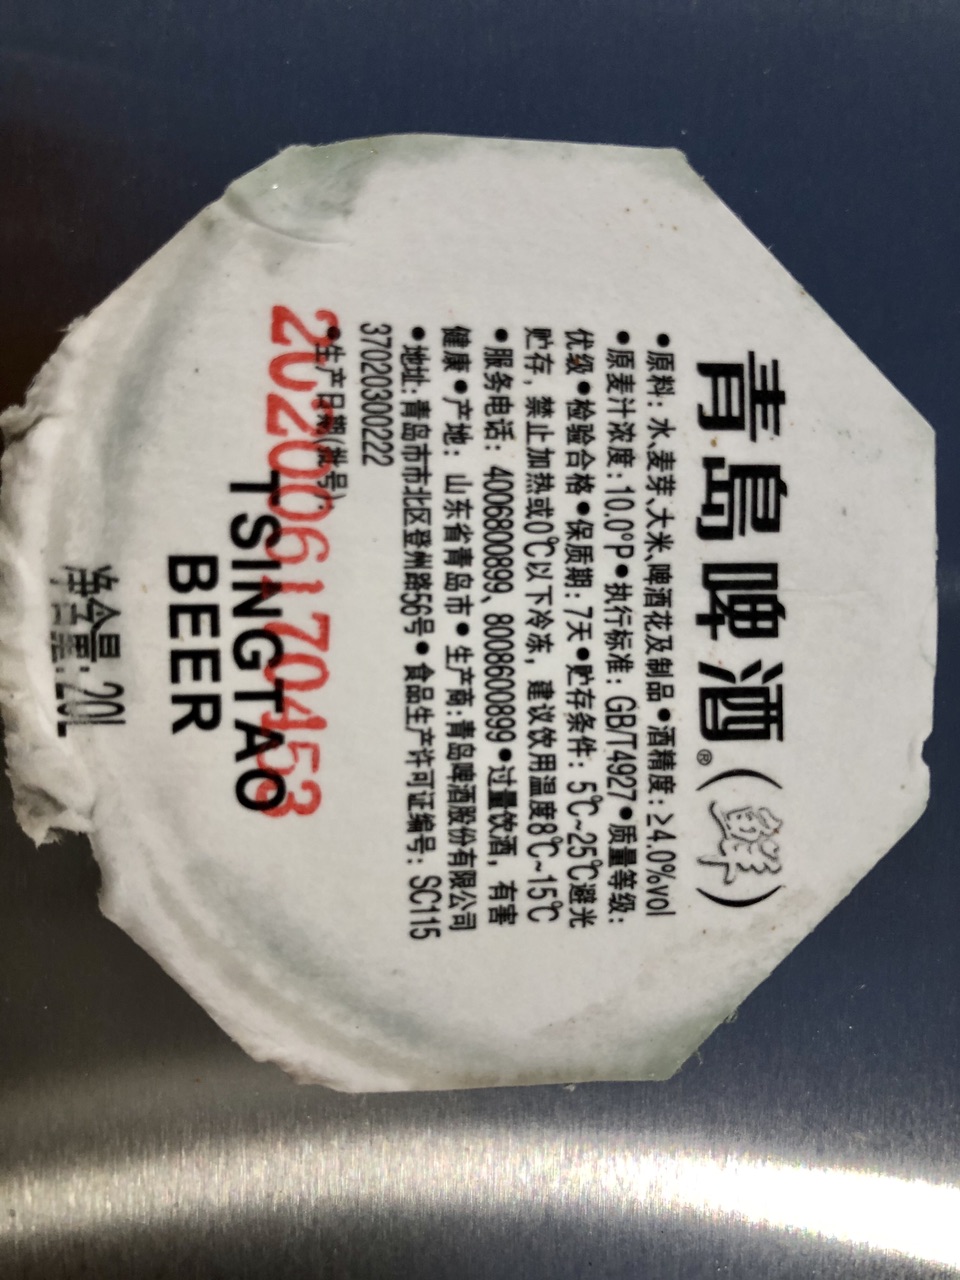 青岛啤酒®(鲜)
•原料:水、麦芽、大米、啤酒花及制品•酒精度:≥4.0%vol
•原麦汁浓度:10.0°P•执行标准:GB/T4927•质量等级:
优级•检验合格•保质期:7天•贮存条件:5℃~25℃避光
贮存,禁止加热或0℃以下冷冻,建议饮用温度8℃~15℃
•服务电话:4006800899、8008600899•过量饮酒,有害
健康•产地:山东省青岛市•生产商:青岛啤酒股份有限公司
•地址:青岛市市北区登州路56号•食品生产许可证编号:SC115
37020300222
•生产日期(批号)
20200617 0453
TSINGTAO
BEER
净含量:20L